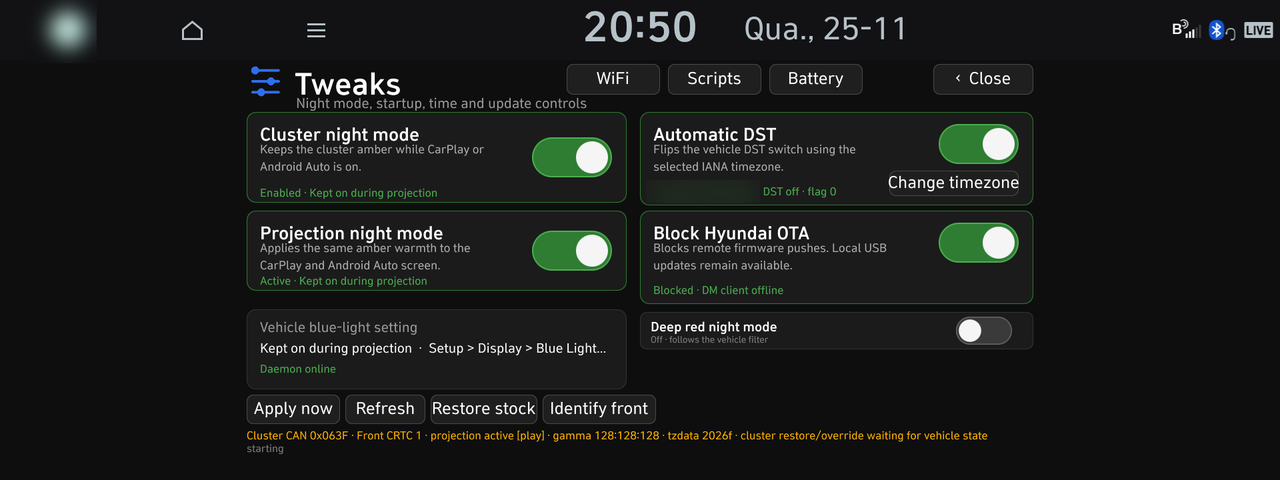 20:50 Qua., 25-11 B LIVE
Tweaks WiFi Scripts Battery ‹ Close
Night mode, startup, time and update controls
Cluster night mode
Keeps the cluster amber while CarPlay or
Android Auto is on.
Enabled · Kept on during projection
Automatic DST
Flips the vehicle DST switch using the
selected IANA timezone.
DST off · flag 0
Change timezone
Projection night mode
Applies the same amber warmth to the
CarPlay and Android Auto screen.
Active · Kept on during projection
Block Hyundai OTA
Blocks remote firmware pushes. Local USB
updates remain available.
Blocked · DM client offline
Vehicle blue-light setting
Kept on during projection · Setup > Display > Blue Light...
Daemon online
Deep red night mode
Off · follows the vehicle filter
Apply now Refresh Restore stock Identify front
Cluster CAN 0x063F · Front CRTC 1 · projection active [play] · gamma 128:128:128 · tzdata 2026f · cluster restore/override waiting for vehicle state
starting